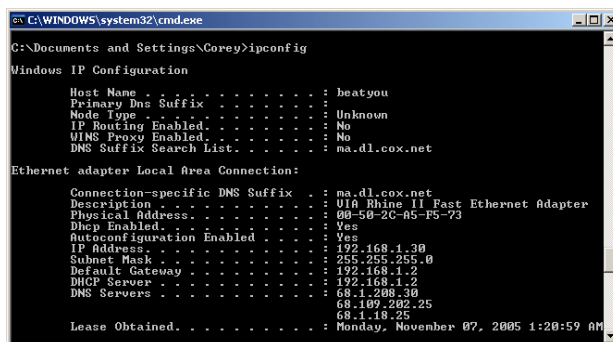 C:\WINDOWS\system32\cmd.exe
C:\Documents and Settings\Corey>ipconfig
Windows IP Configuration
Host Name . . . . . . . . . . . . : beatyou
Primary Dns Suffix . . . . . . . :
Node Type . . . . . . . . . . . . : Unknown
IP Routing Enabled. . . . . . . . : No
WINS Proxy Enabled. . . . . . . . : No
DNS Suffix Search List. . . . . . : ma.dl.cox.net
Ethernet adapter Local Area Connection:
Connection-specific DNS Suffix . : ma.dl.cox.net
Description . . . . . . . . . . . : VIA Rhine II Fast Ethernet Adapter
Physical Address. . . . . . . . . : 00-50-2C-A5-F5-73
Dhcp Enabled. . . . . . . . . . . : Yes
Autoconfiguration Enabled . . . . : Yes
IP Address. . . . . . . . . . . . : 192.168.1.30
Subnet Mask . . . . . . . . . . . : 255.255.255.0
Default Gateway . . . . . . . . . : 192.168.1.2
DHCP Server . . . . . . . . . . . : 192.168.1.2
DNS Servers . . . . . . . . . . . : 68.1.208.30
68.109.202.25
68.1.18.25
Lease Obtained. . . . . . . . . . : Monday, November 07, 2005 1:20:59 AM